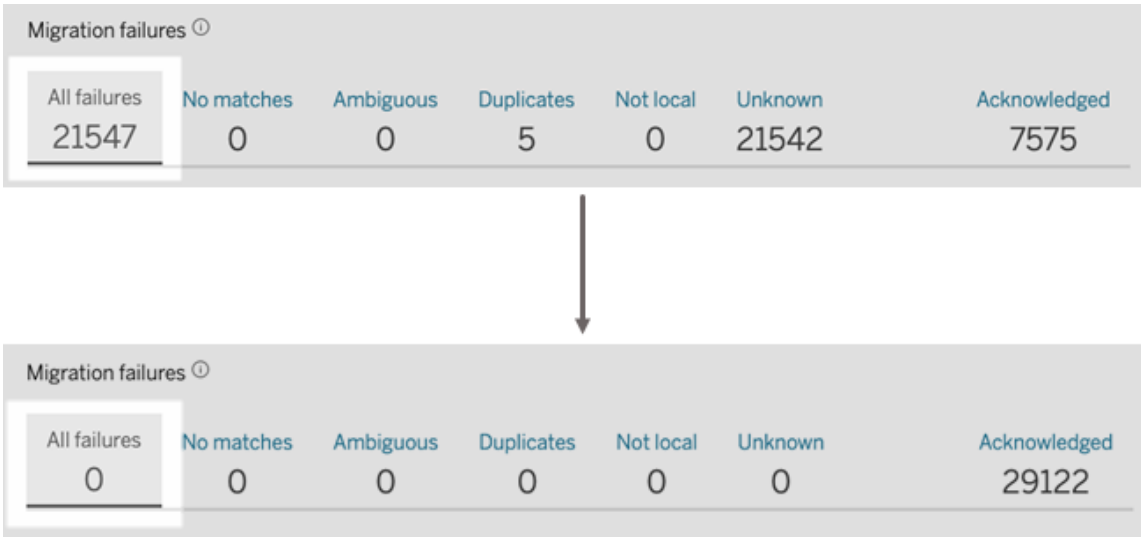 Migration failures ⓘ
All failures No matches Ambiguous Duplicates Not local Unknown Acknowledged
21547 0 0 5 0 21542 7575
Migration failures ⓘ
All failures No matches Ambiguous Duplicates Not local Unknown Acknowledged
0 0 0 0 0 0 29122